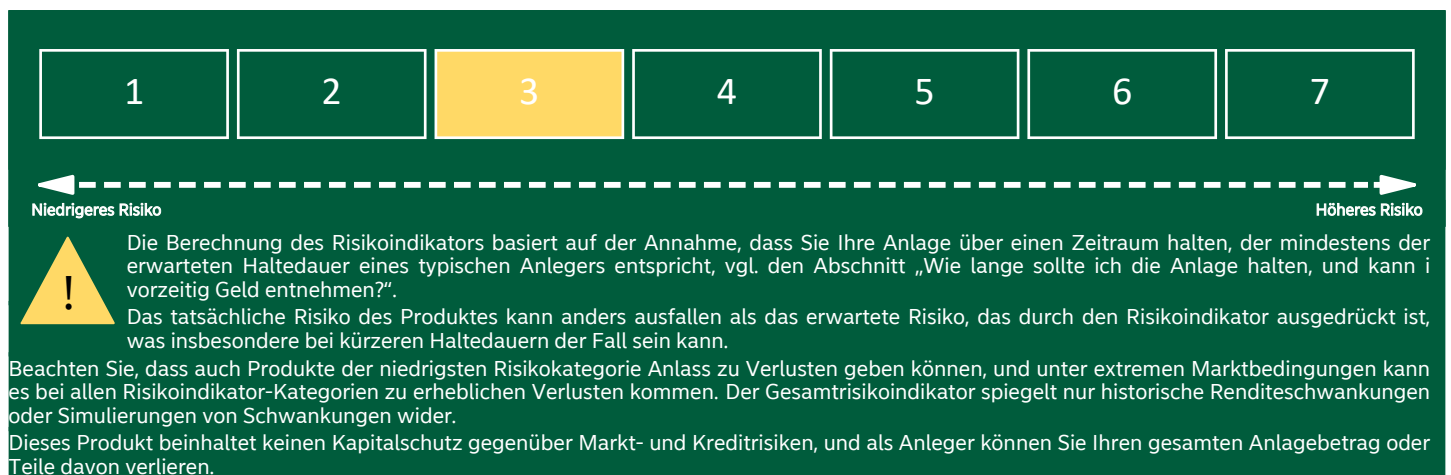 1 2 3 4 5 6 7
Niedrigeres Risiko Höheres Risiko
Die Berechnung des Risikoindikators basiert auf der Annahme, dass Sie Ihre Anlage über einen Zeitraum halten, der mindestens der
erwarteten Haltedauer eines typischen Anlegers entspricht, vgl. den Abschnitt „Wie lange sollte ich die Anlage halten, und kann i
vorzeitig Geld entnehmen?“.
!
Das tatsächliche Risiko des Produktes kann anders ausfallen als das erwartete Risiko, das durch den Risikoindikator ausgedrückt ist,
was insbesondere bei kürzeren Haltedauern der Fall sein kann.
Beachten Sie, dass auch Produkte der niedrigsten Risikokategorie Anlass zu Verlusten geben können, und unter extremen Marktbedingungen kann
es bei allen Risikoindikator-Kategorien zu erheblichen Verlusten kommen. Der Gesamtrisikoindikator spiegelt nur historische Renditeschwankungen
oder Simulierungen von Schwankungen wider.
Dieses Produkt beinhaltet keinen Kapitalschutz gegenüber Markt- und Kreditrisiken, und als Anleger können Sie Ihren gesamten Anlagebetrag oder
Teile davon verlieren.